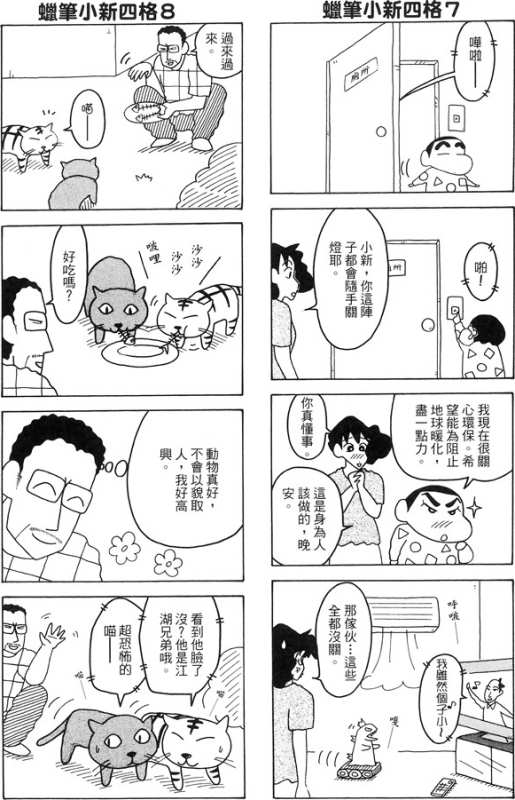 蠟筆小新四格7
嘩啦——
廁所
啪!
小新,你這陣
子都會隨手關
燈耶。
我現在很關
心環保。希
望能為阻止
地球暖化,
盡一點力。
你真懂事。
這是身為人
該做的,晚
安。
那傢伙…這些
全都沒關。
我雖然個子小~
蠟筆小新四格8
過來過
來。
喵——
沙沙
沙沙
啵哩
好吃嗎?
動物真好,
不會以貌取
人,我好高
興。
看到他臉了
沒?他是江
湖兄弟哦。
超恐怖的
喵——